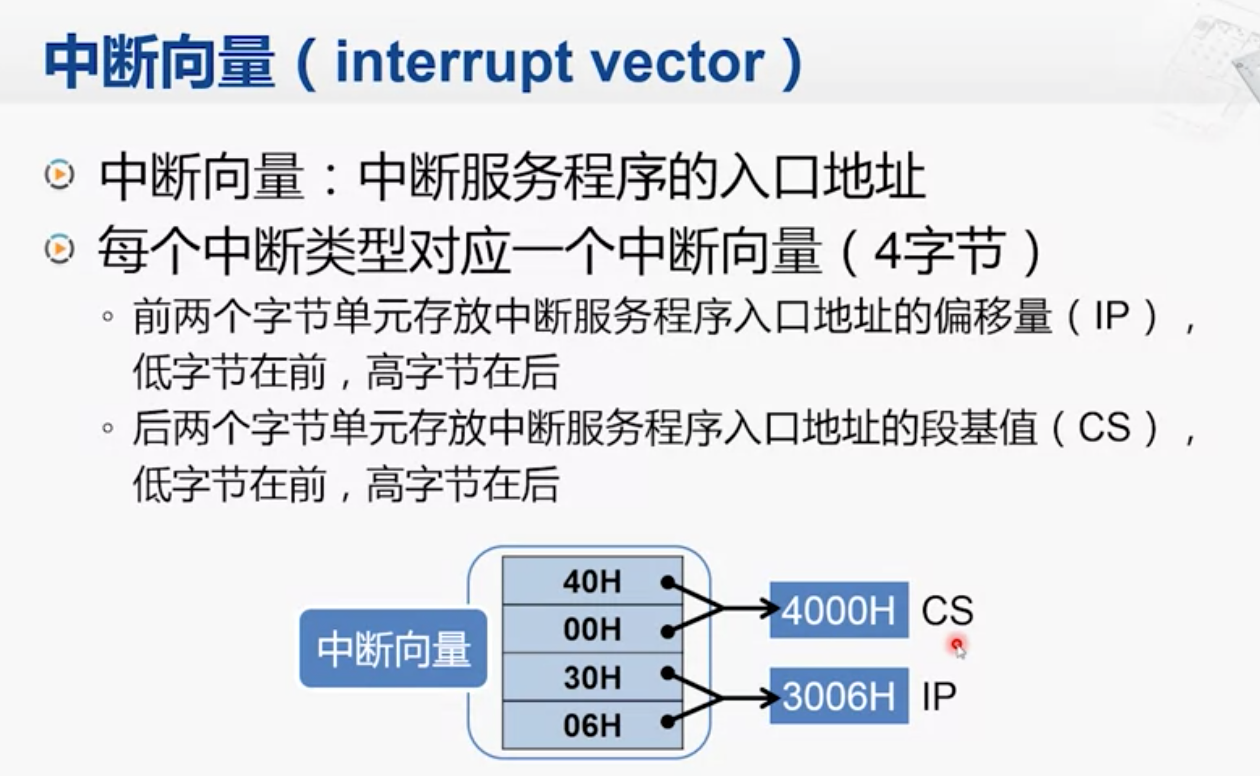 中断向量（interrupt vector）
中断向量：中断服务程序的入口地址
每个中断类型对应一个中断向量（4字节）
前两个字节单元存放中断服务程序入口地址的偏移量（IP），
低字节在前，高字节在后
后两个字节单元存放中断服务程序入口地址的段基值（CS），
低字节在前，高字节在后
中断向量
40H
00H
30H
06H
4000H CS
3006H IP